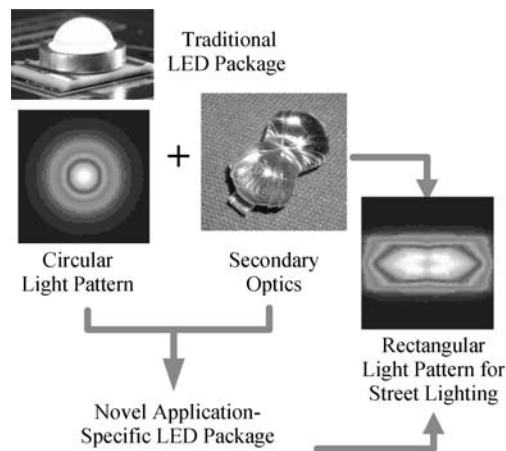 Traditional
LED Package
+
Circular
Light Pattern
Secondary
Optics
Rectangular
Light Pattern for
Street Lighting
Novel Application-
Specific LED Package